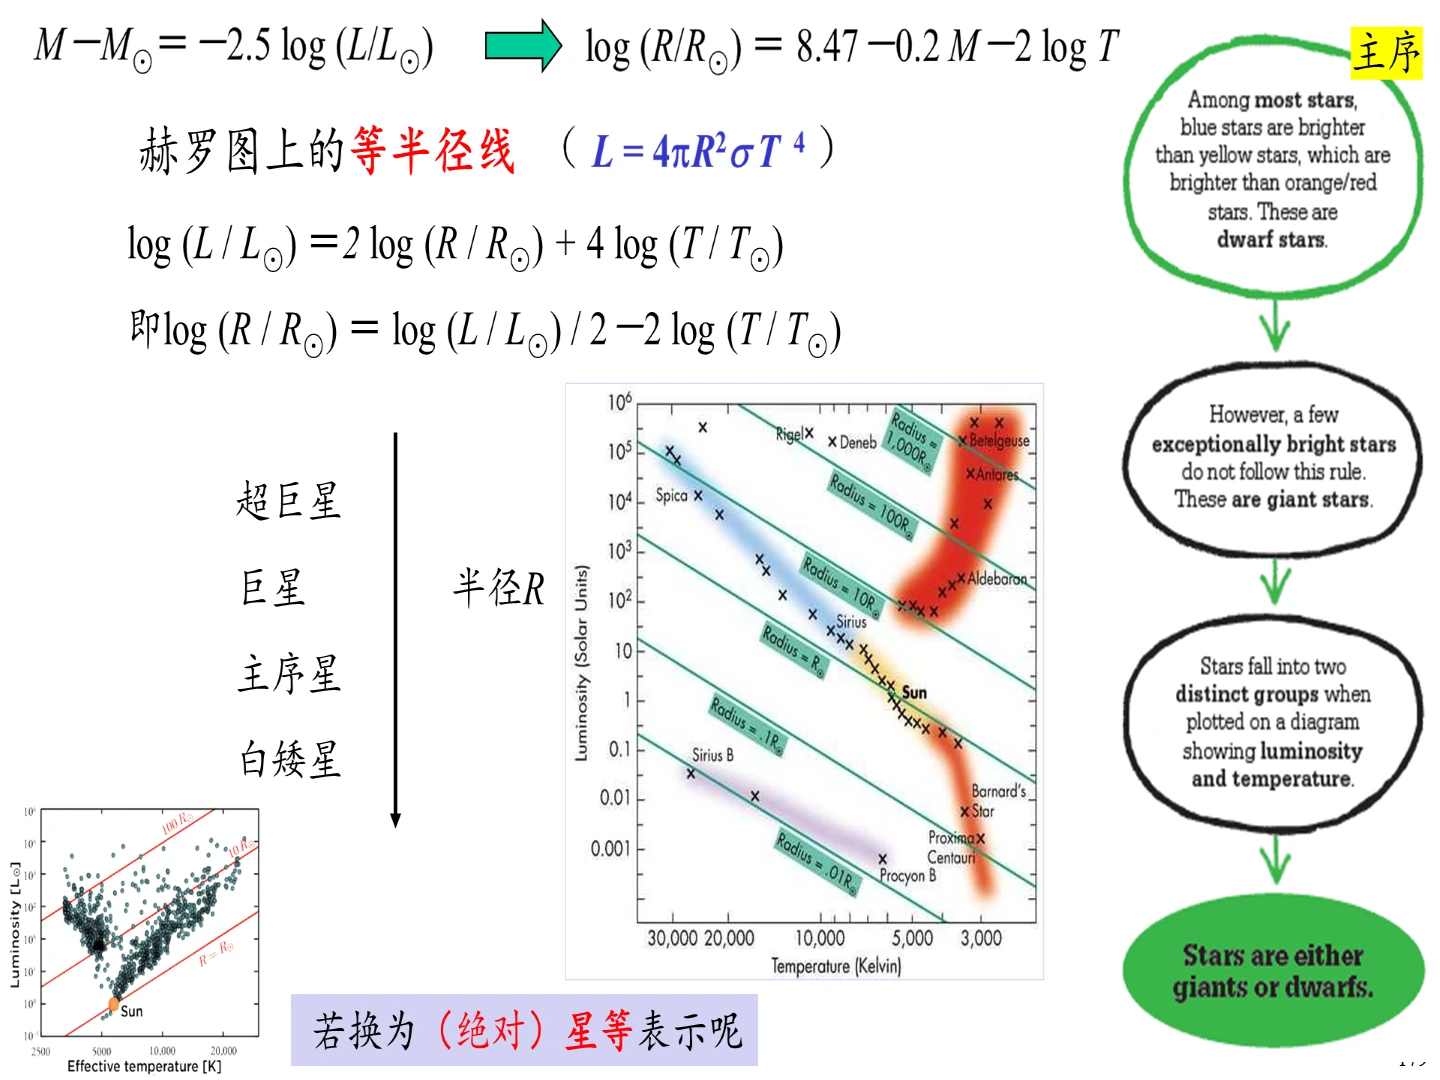 M－M☉ = －2.5 log (L/L☉)
log (R/R☉) = 8.47－0.2 M－2 log T
主序
赫罗图上的等半径线 （ L = 4πR²σT ⁴ ）
log (L / L☉) =2 log (R / R☉) + 4 log (T / T☉)
即log (R / R☉) = log (L / L☉) / 2－2 log (T / T☉)
超巨星
巨星
主序星
白矮星
半径R
Among most stars,
blue stars are brighter
than yellow stars, which are
brighter than orange/red
stars. These are
dwarf stars.
However, a few
exceptionally bright stars
do not follow this rule.
These are giant stars.
Stars fall into two
distinct groups when
plotted on a diagram
showing luminosity
and temperature.
Stars are either
giants or dwarfs.
Luminosity (Solar Units)
10⁶
10⁵
10⁴
10³
10²
10
1
0.1
0.01
0.001
30,000 20,000 10,000 5,000 3,000
Temperature (Kelvin)
Rigel
Deneb
Radius =
1,000R☉
Betelgeuse
Antares
Spica
Radius = 100R☉
Radius = 10R☉
Aldebaran
Sirius
Radius = R☉
Sun
Radius = .1R☉
Sirius B
Barnard's
Star
Proxima
Centauri
Radius = .01R☉
Procyon B
Luminosity [L☉]
100 R☉
10 R☉
R = R☉
Sun
2500 5000 10,000 20,000
Effective temperature [K]
若换为（绝对）星等表示呢